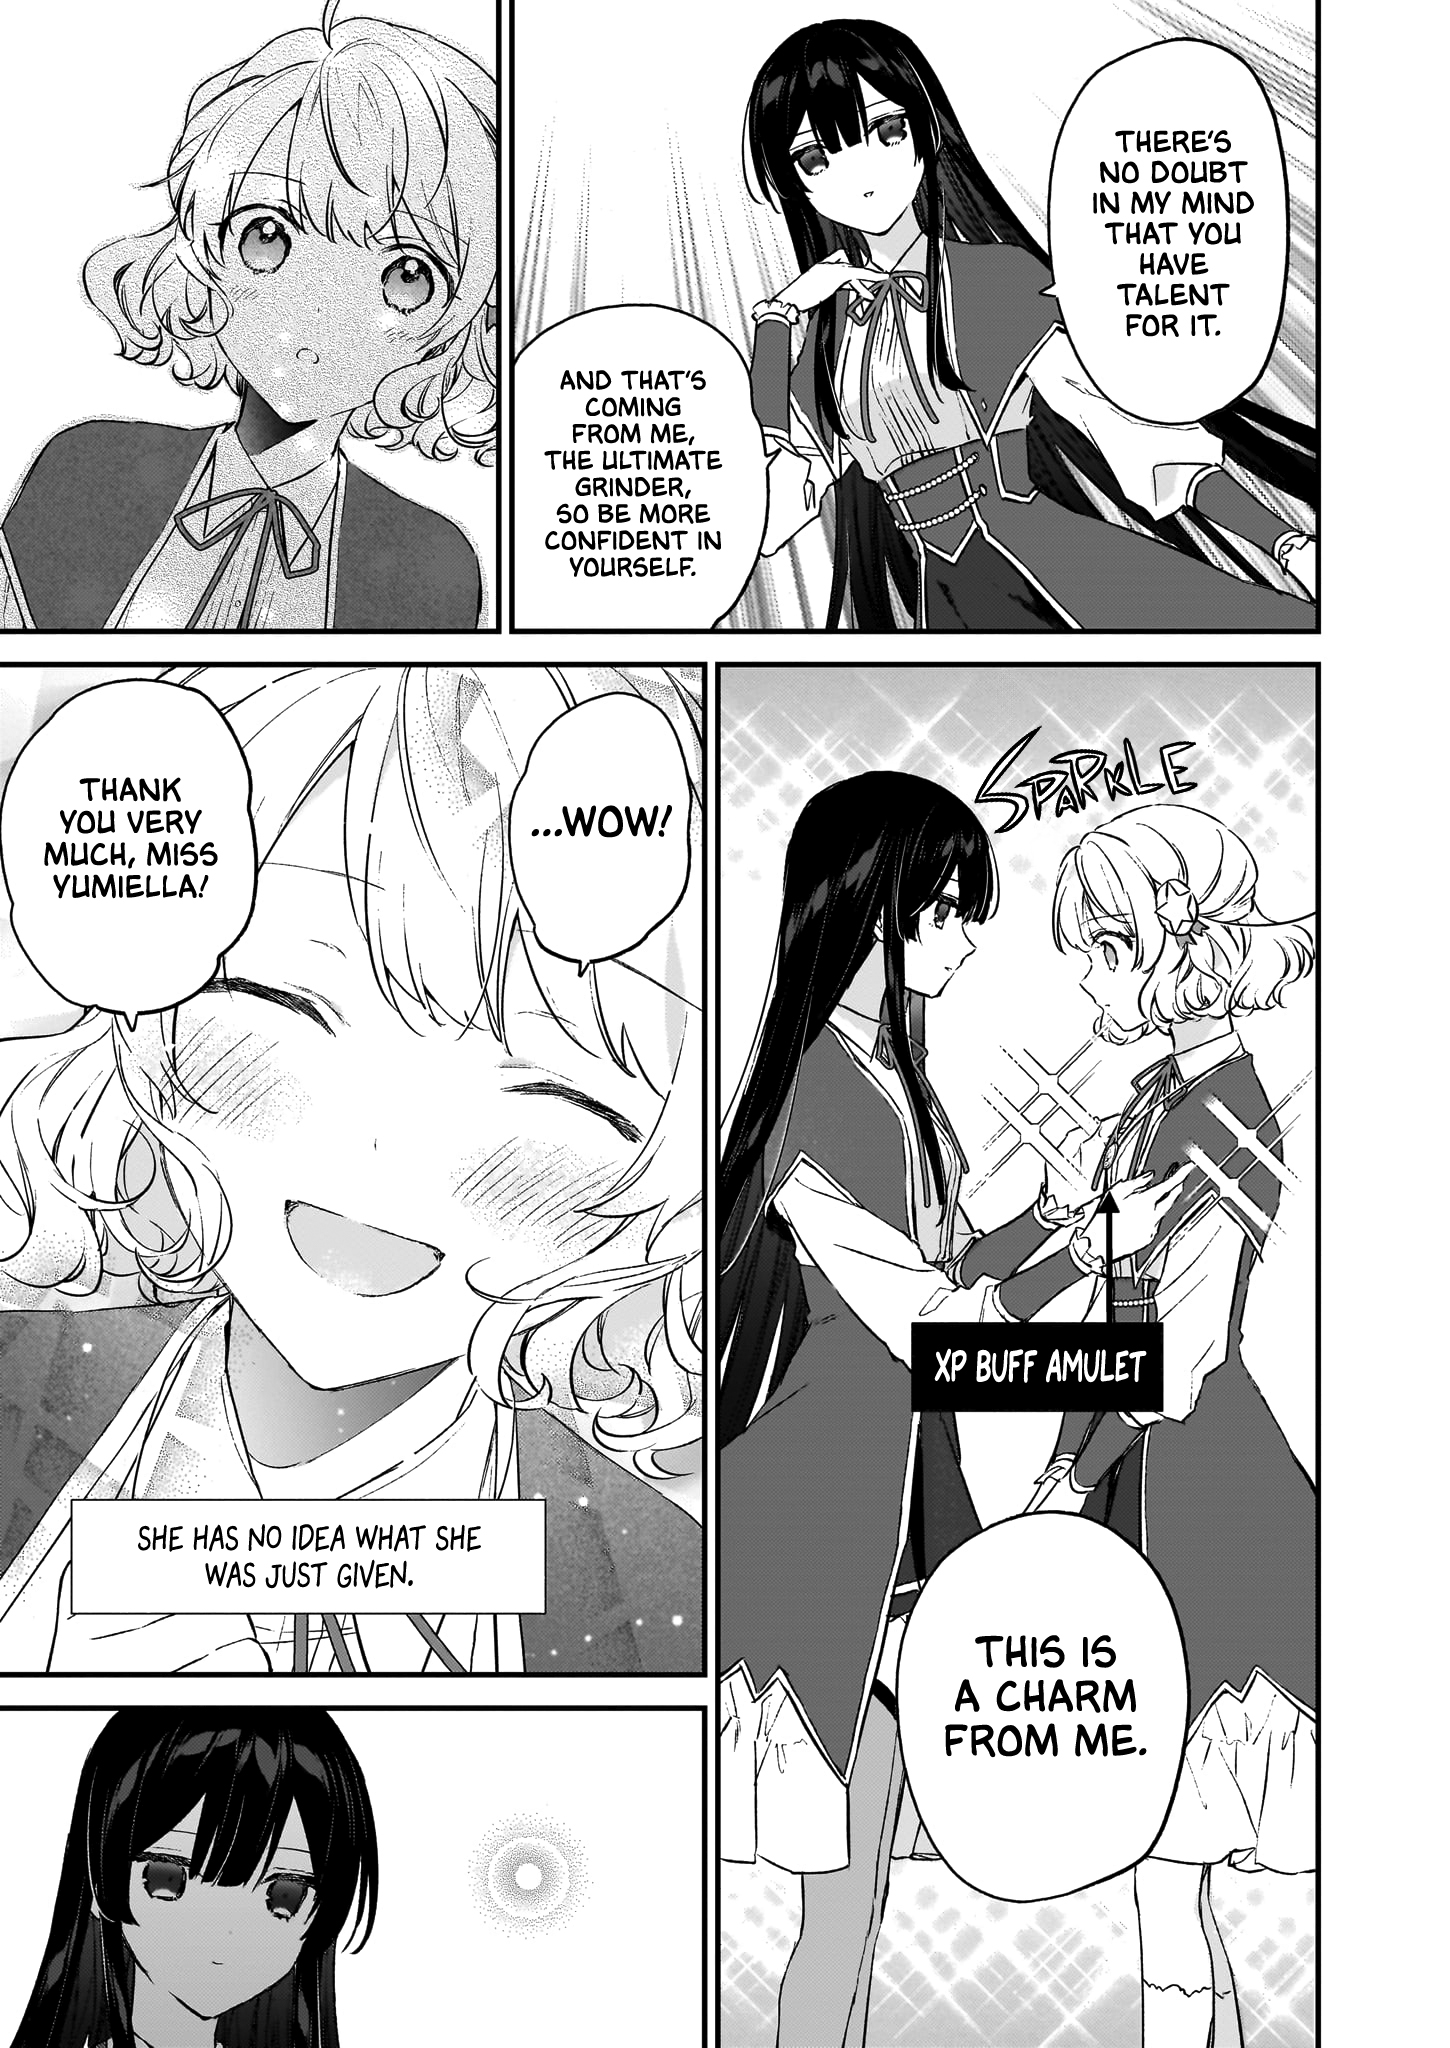 THERE'S
NO DOUBT
IN MY MIND
THAT YOU
HAVE
TALENT
FOR IT.
AND THAT'S
COMING
FROM ME,
THE ULTIMATE
GRINDER,
SO BE MORE
CONFIDENT IN
YOURSELF.
SPARKLE
XP BUFF AMULET
THIS IS
A CHARM
FROM ME.
...WOW!
THANK
YOU VERY
MUCH, MISS
YUMIELLA!
SHE HAS NO IDEA WHAT SHE
WAS JUST GIVEN.